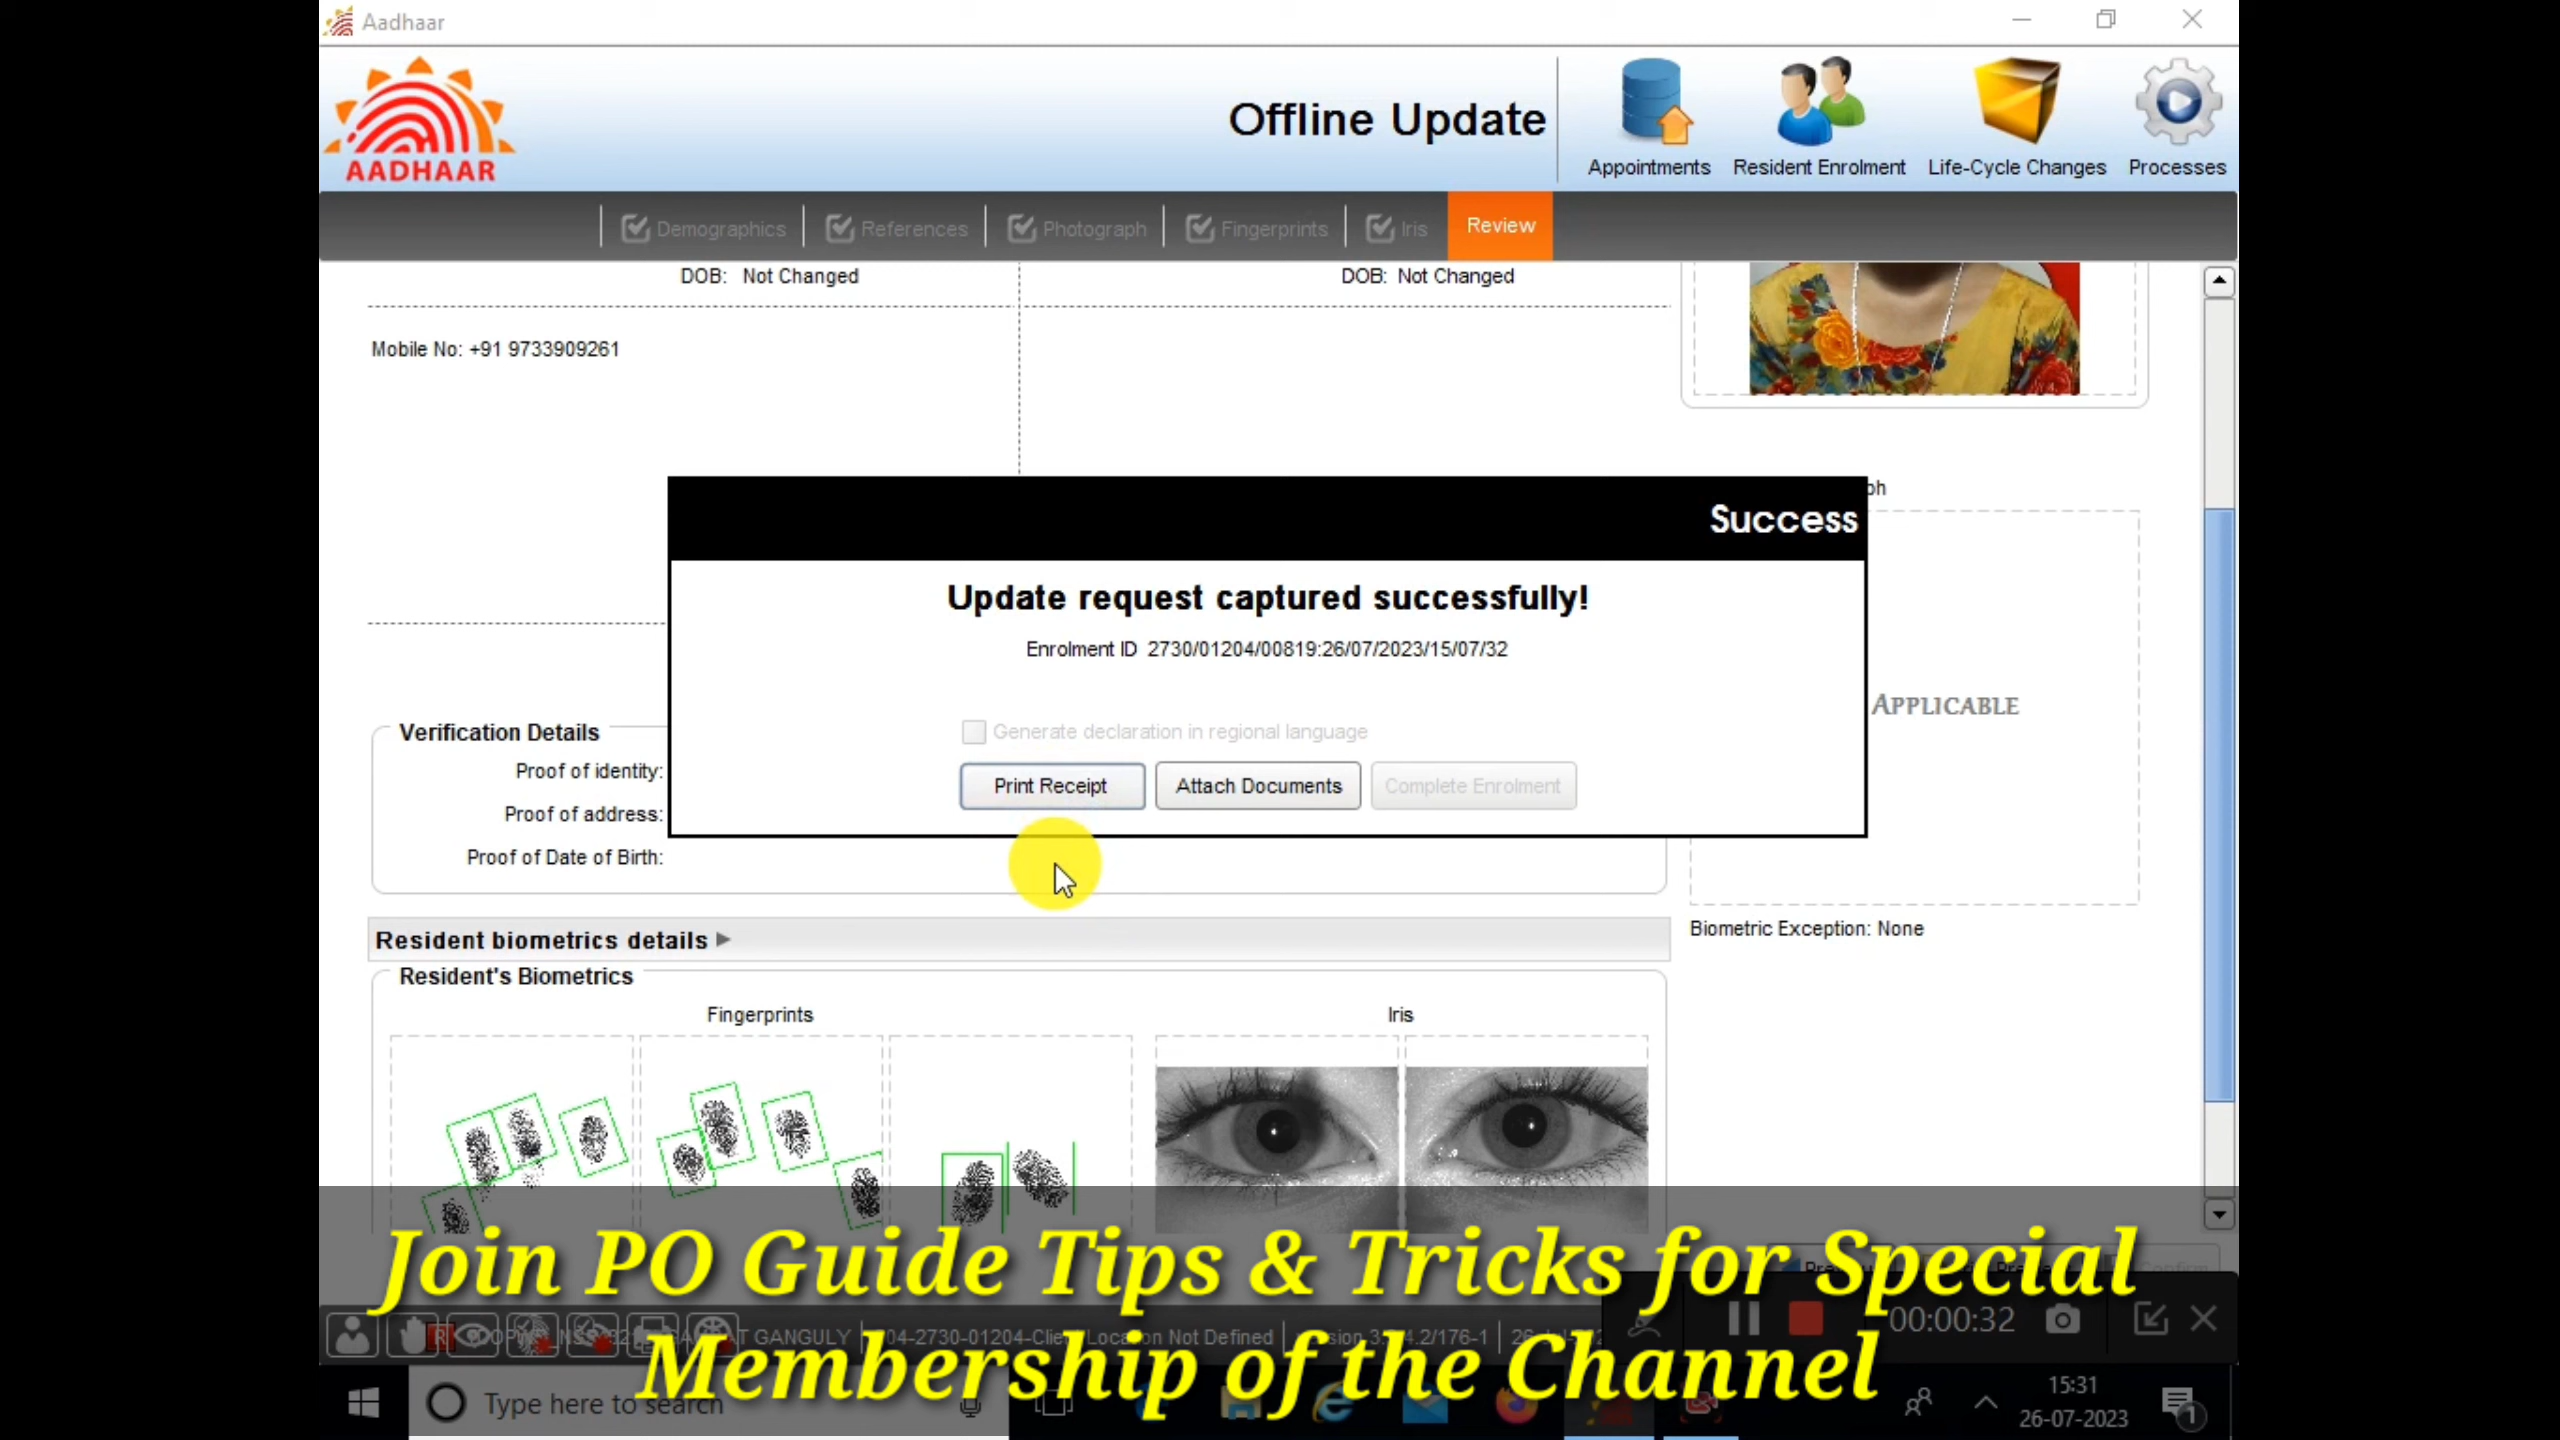 Aadhaar
AADHAAR
Offline Update
Appointments
Resident Enrolment
Life-Cycle Changes
Processes
Demographics
References
Photograph
Fingerprints
Iris
Review
DOB: Not Changed
DOB: Not Changed
Mobile No: +91 9733909261
Success
Update request captured successfully!
Enrolment ID 2730/01204/00819:26/07/2023/15/07/32
Generate declaration in regional language
Print Receipt
Attach Documents
Complete Enrolment
APPLICABLE
Verification Details
Proof of identity:
Proof of address:
Proof of Date of Birth:
Biometric Exception: None
Resident biometrics details
Resident's Biometrics
Fingerprints
Iris
Join PO Guide Tips & Tricks for Special
Membership of the Channel
00:00:32
GANGULY
Location Not Defined
Type here to search
15:31
26-07-2023
1